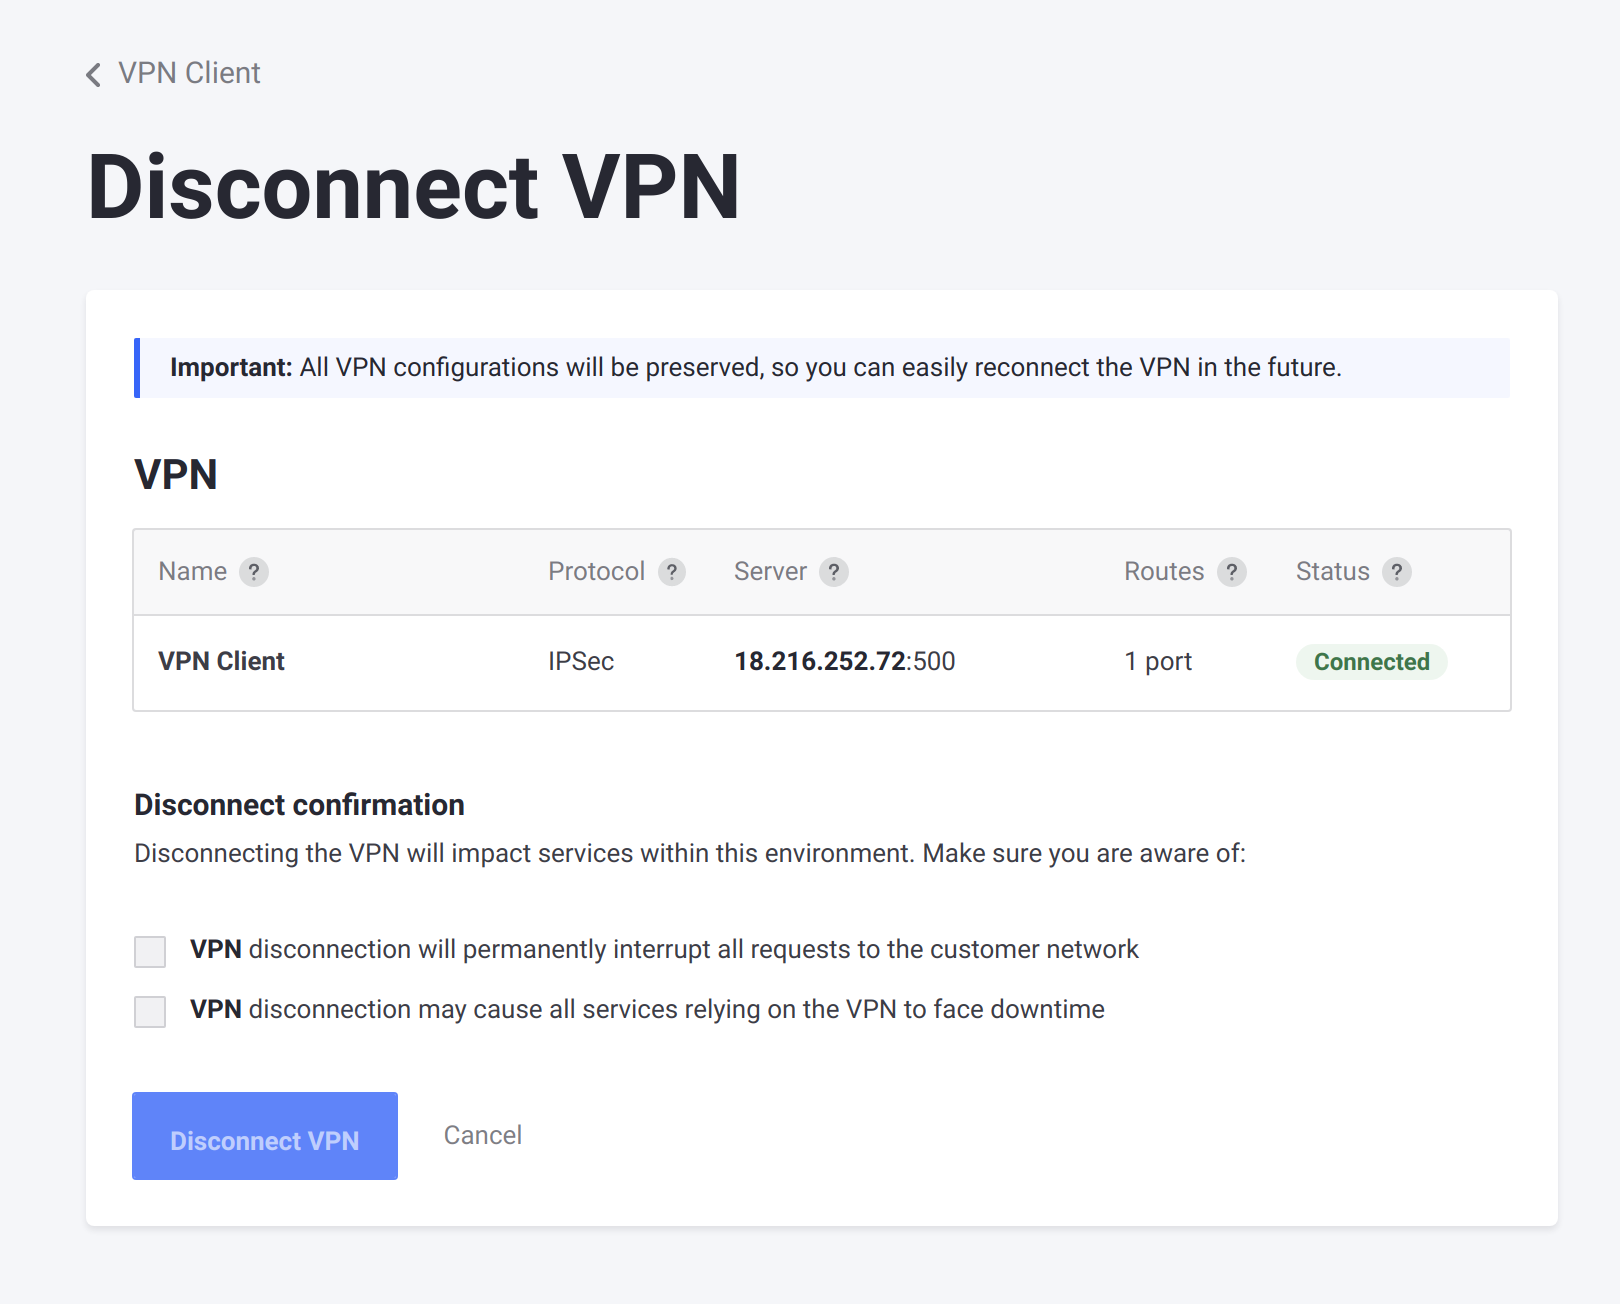 VPN Client
Disconnect VPN
Important: All VPN configurations will be preserved, so you can easily reconnect the VPN in the future.
VPN
Name ? Protocol ? Server ? Routes ? Status ?
VPN Client IPSec 18.216.252.72:500 1 port Connected
Disconnect confirmation
Disconnecting the VPN will impact services within this environment. Make sure you are aware of:
VPN disconnection will permanently interrupt all requests to the customer network
VPN disconnection may cause all services relying on the VPN to face downtime
Disconnect VPN Cancel